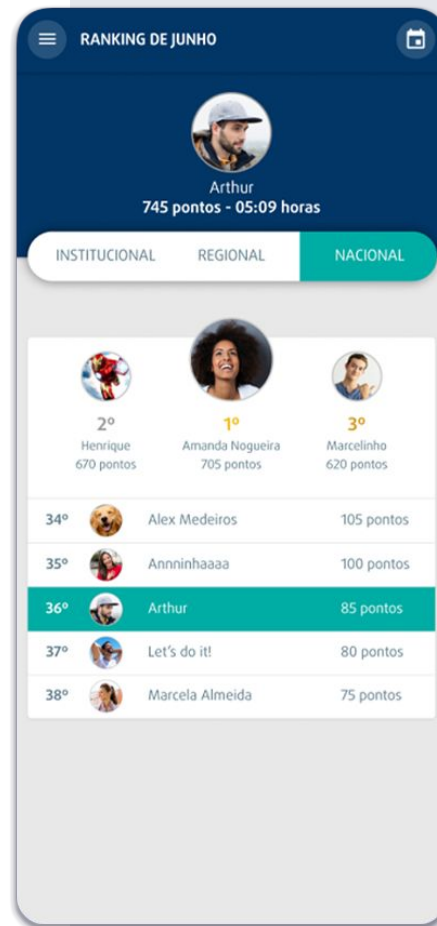 RANKING DE JUNHO
Arthur
745 pontos - 05:09 horas
INSTITUCIONAL REGIONAL NACIONAL
2º 1º 3º
Henrique Amanda Nogueira Marcelinho
670 pontos 705 pontos 620 pontos
34º Alex Medeiros 105 pontos
35º Annninhaaaa 100 pontos
36º Arthur 85 pontos
37º Let's do it! 80 pontos
38º Marcela Almeida 75 pontos